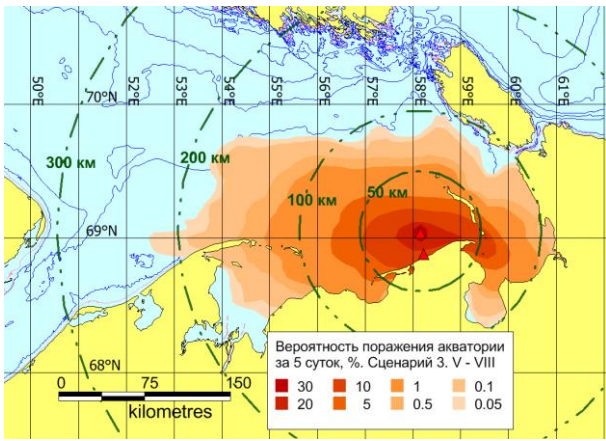 50°E 52°E 53°E 54°E 55°E 56°E 57°E 58°E 59°E 60°E 61°E
70°N
300 км
200 км
100 км
50 км
69°N
68°N
0 75 150
kilometres
Вероятность поражения акватории
за 5 суток, %. Сценарий 3. V - VIII
30 10 1 0.1
20 5 0.5 0.05